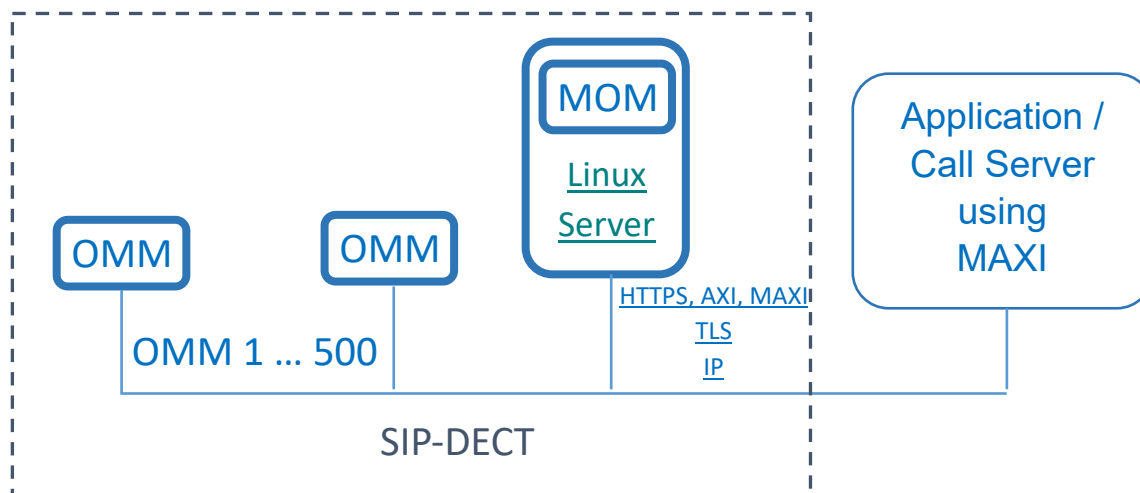 MOM
Linux
Server
Application /
Call Server
using
MAXI
OMM
OMM
HTTPS, AXI, MAXI
TLS
IP
OMM 1 ... 500
SIP-DECT